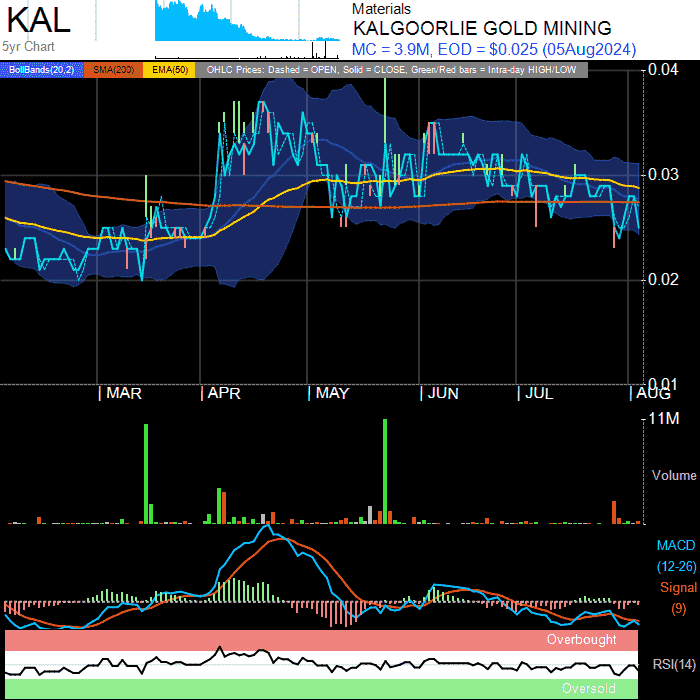 KAL
5yr Chart
Materials
KALGOORLIE GOLD MINING
MC = 3.9M, EOD = $0.025 (05Aug2024)
BollBands(20,2) SMA(200) EMA(50) OHLC Prices: Dashed = OPEN, Solid = CLOSE, Green/Red bars = Intra-day HIGH/LOW
0.04
0.03
0.02
0.01
| MAR | APR | MAY | JUN | JUL | AUG
11M
Volume
MACD
(12-26)
Signal
(9)
Overbought
RSI(14)
Oversold